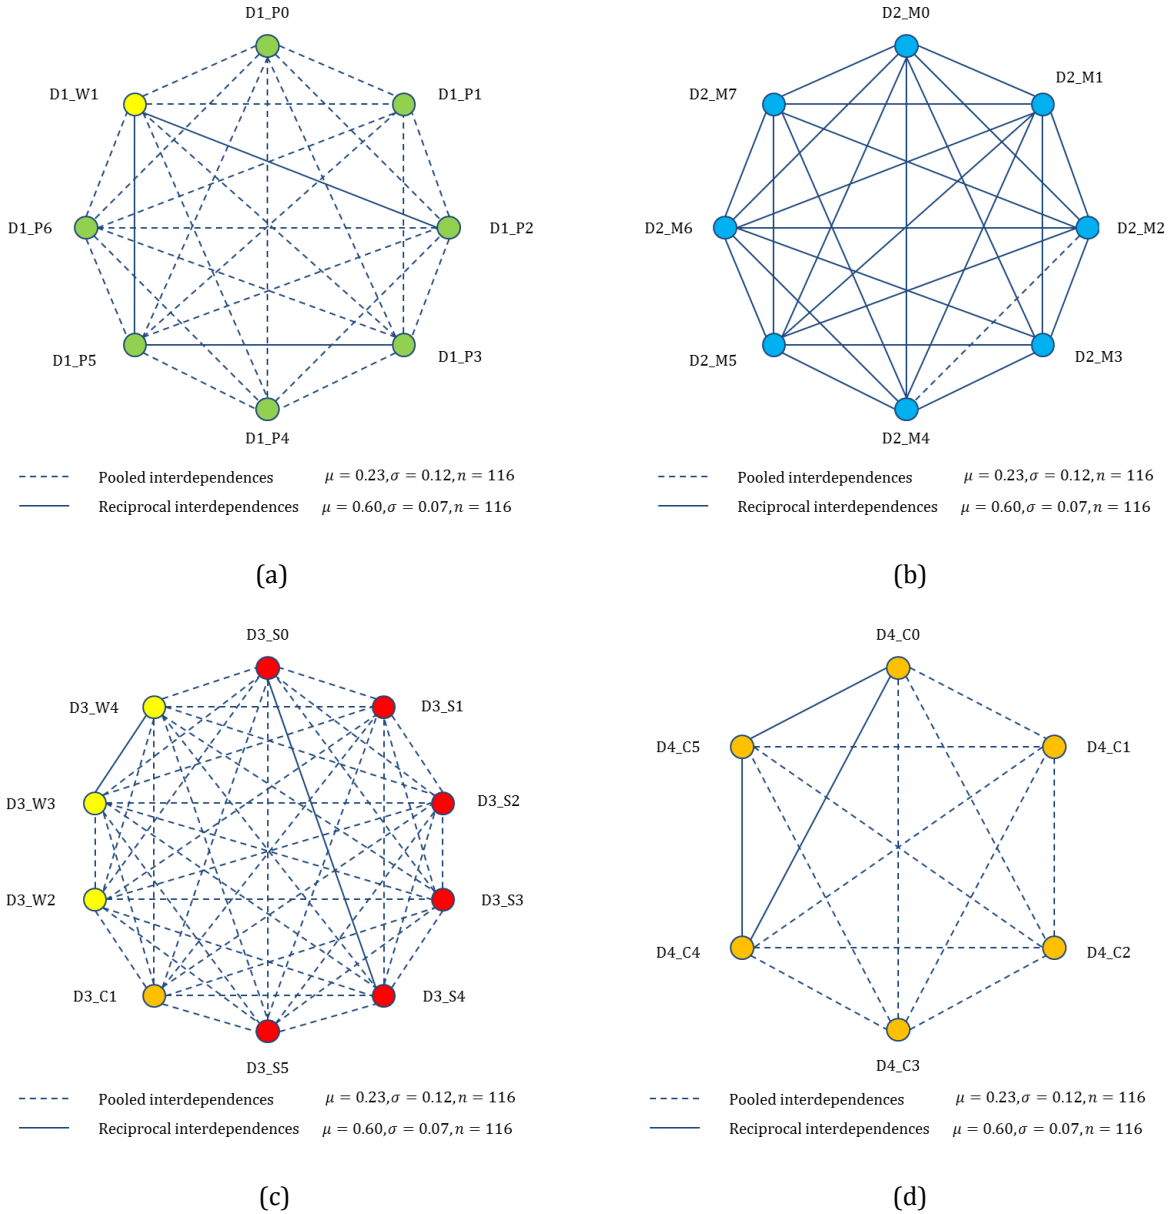 D1_P0
D1_W1
D1_P1
D1_P6
D1_P2
D1_P5
D1_P3
D1_P4
Pooled interdependences μ = 0.23,σ = 0.12,n = 116
Reciprocal interdependences μ = 0.60,σ = 0.07,n = 116
(a)
D2_M0
D2_M7
D2_M1
D2_M6
D2_M2
D2_M5
D2_M3
D2_M4
Pooled interdependences μ = 0.23,σ = 0.12,n = 116
Reciprocal interdependences μ = 0.60,σ = 0.07,n = 116
(b)
D3_S0
D3_W4
D3_S1
D3_W3
D3_S2
D3_W2
D3_S3
D3_C1
D3_S4
D3_S5
Pooled interdependences μ = 0.23,σ = 0.12,n = 116
Reciprocal interdependences μ = 0.60,σ = 0.07,n = 116
(c)
D4_C0
D4_C5
D4_C1
D4_C4
D4_C2
D4_C3
Pooled interdependences μ = 0.23,σ = 0.12,n = 116
Reciprocal interdependences μ = 0.60,σ = 0.07,n = 116
(d)